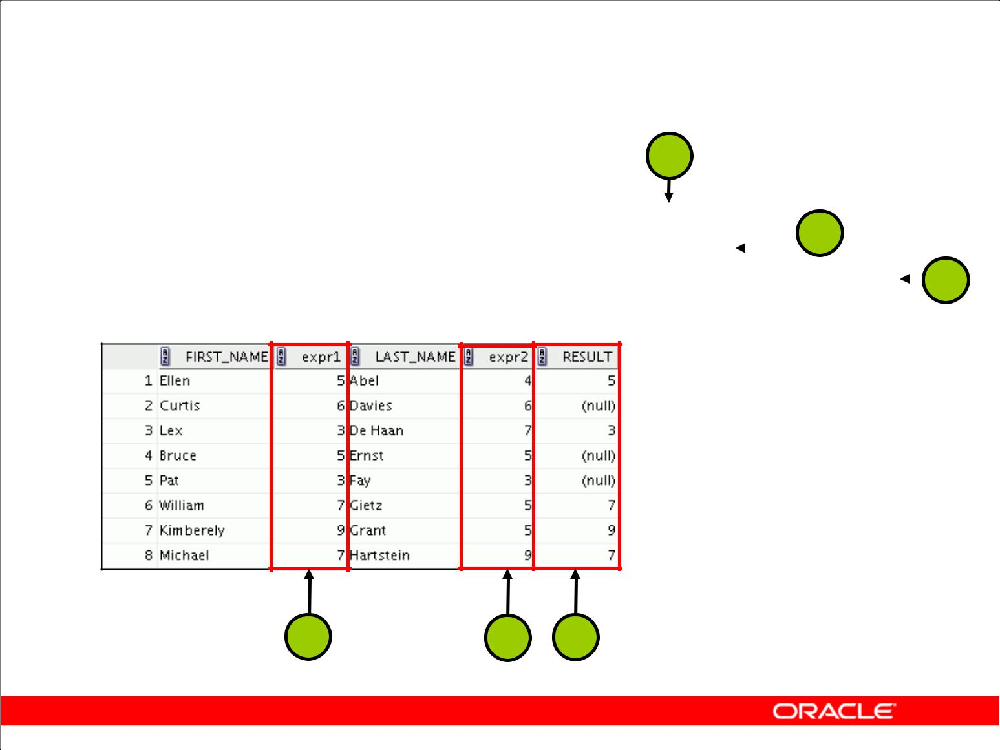 FIRST_NAME expr1 LAST_NAME expr2 RESULT
1 Ellen 5 Abel 4 5
2 Curtis 6 Davies 6 (null)
3 Lex 3 De Haan 7 3
4 Bruce 5 Ernst 5 (null)
5 Pat 3 Fay 3 (null)
6 William 7 Gietz 5 7
7 Kimberely 9 Grant 5 9
8 Michael 7 Hartstein 9 7
ORACLE